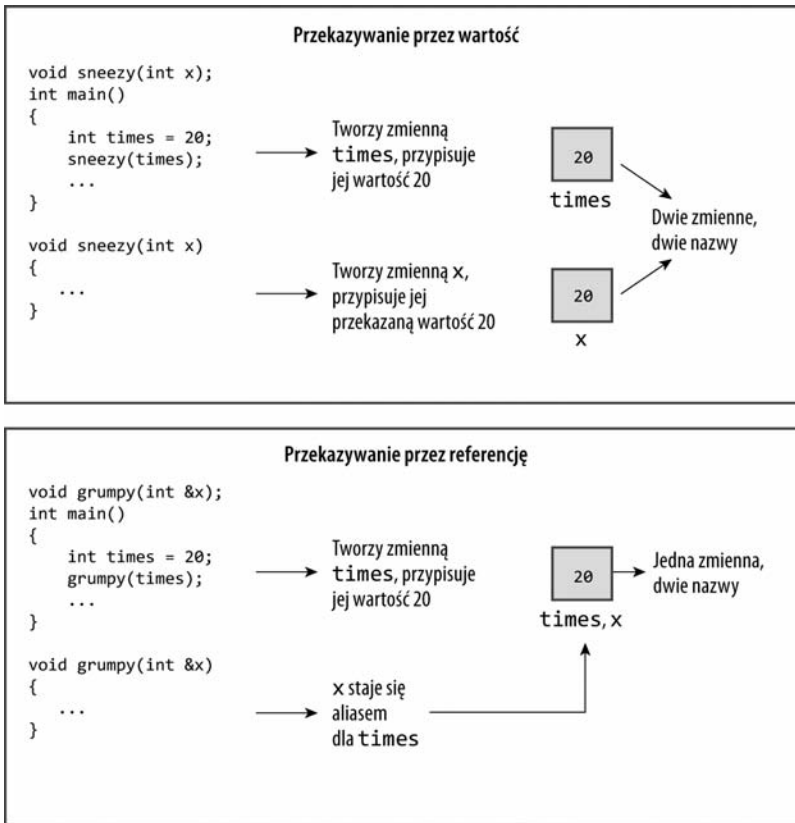 Przekazywanie przez wartość
void sneezy(int x);
int main()
{
    int times = 20;
    sneezy(times);
    ...
}
Tworzy zmienną
times, przypisuje
jej wartość 20
20
times
Dwie zmienne,
dwie nazwy
void sneezy(int x)
{
   ...
}
Tworzy zmienną x,
przypisuje jej
przekazaną wartość 20
20
x
Przekazywanie przez referencję
void grumpy(int &x);
int main()
{
    int times = 20;
    grumpy(times);
    ...
}
Tworzy zmienną
times, przypisuje
jej wartość 20
20
times, x
Jedna zmienna,
dwie nazwy
void grumpy(int &x)
{
   ...
}
x staje się
aliasem
dla times